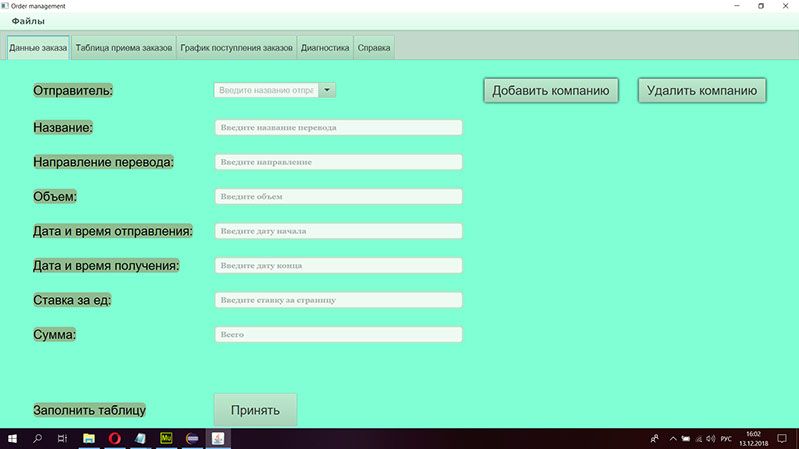 Order management
Файлы
Данные заказа Таблица приема заказов График поступления заказов Диагностика Справка
Отправитель: Введите название отпра Добавить компанию Удалить компанию
Название: Введите название перевода
Направление перевода: Введите направление
Объем: Введите объем
Дата и время отправления: Введите дату начала
Дата и время получения: Введите дату конца
Ставка за ед: Введите ставку за страницу
Сумма: Всего
Заполнить таблицу Принять
Mu РУС 16:02
13.12.2018